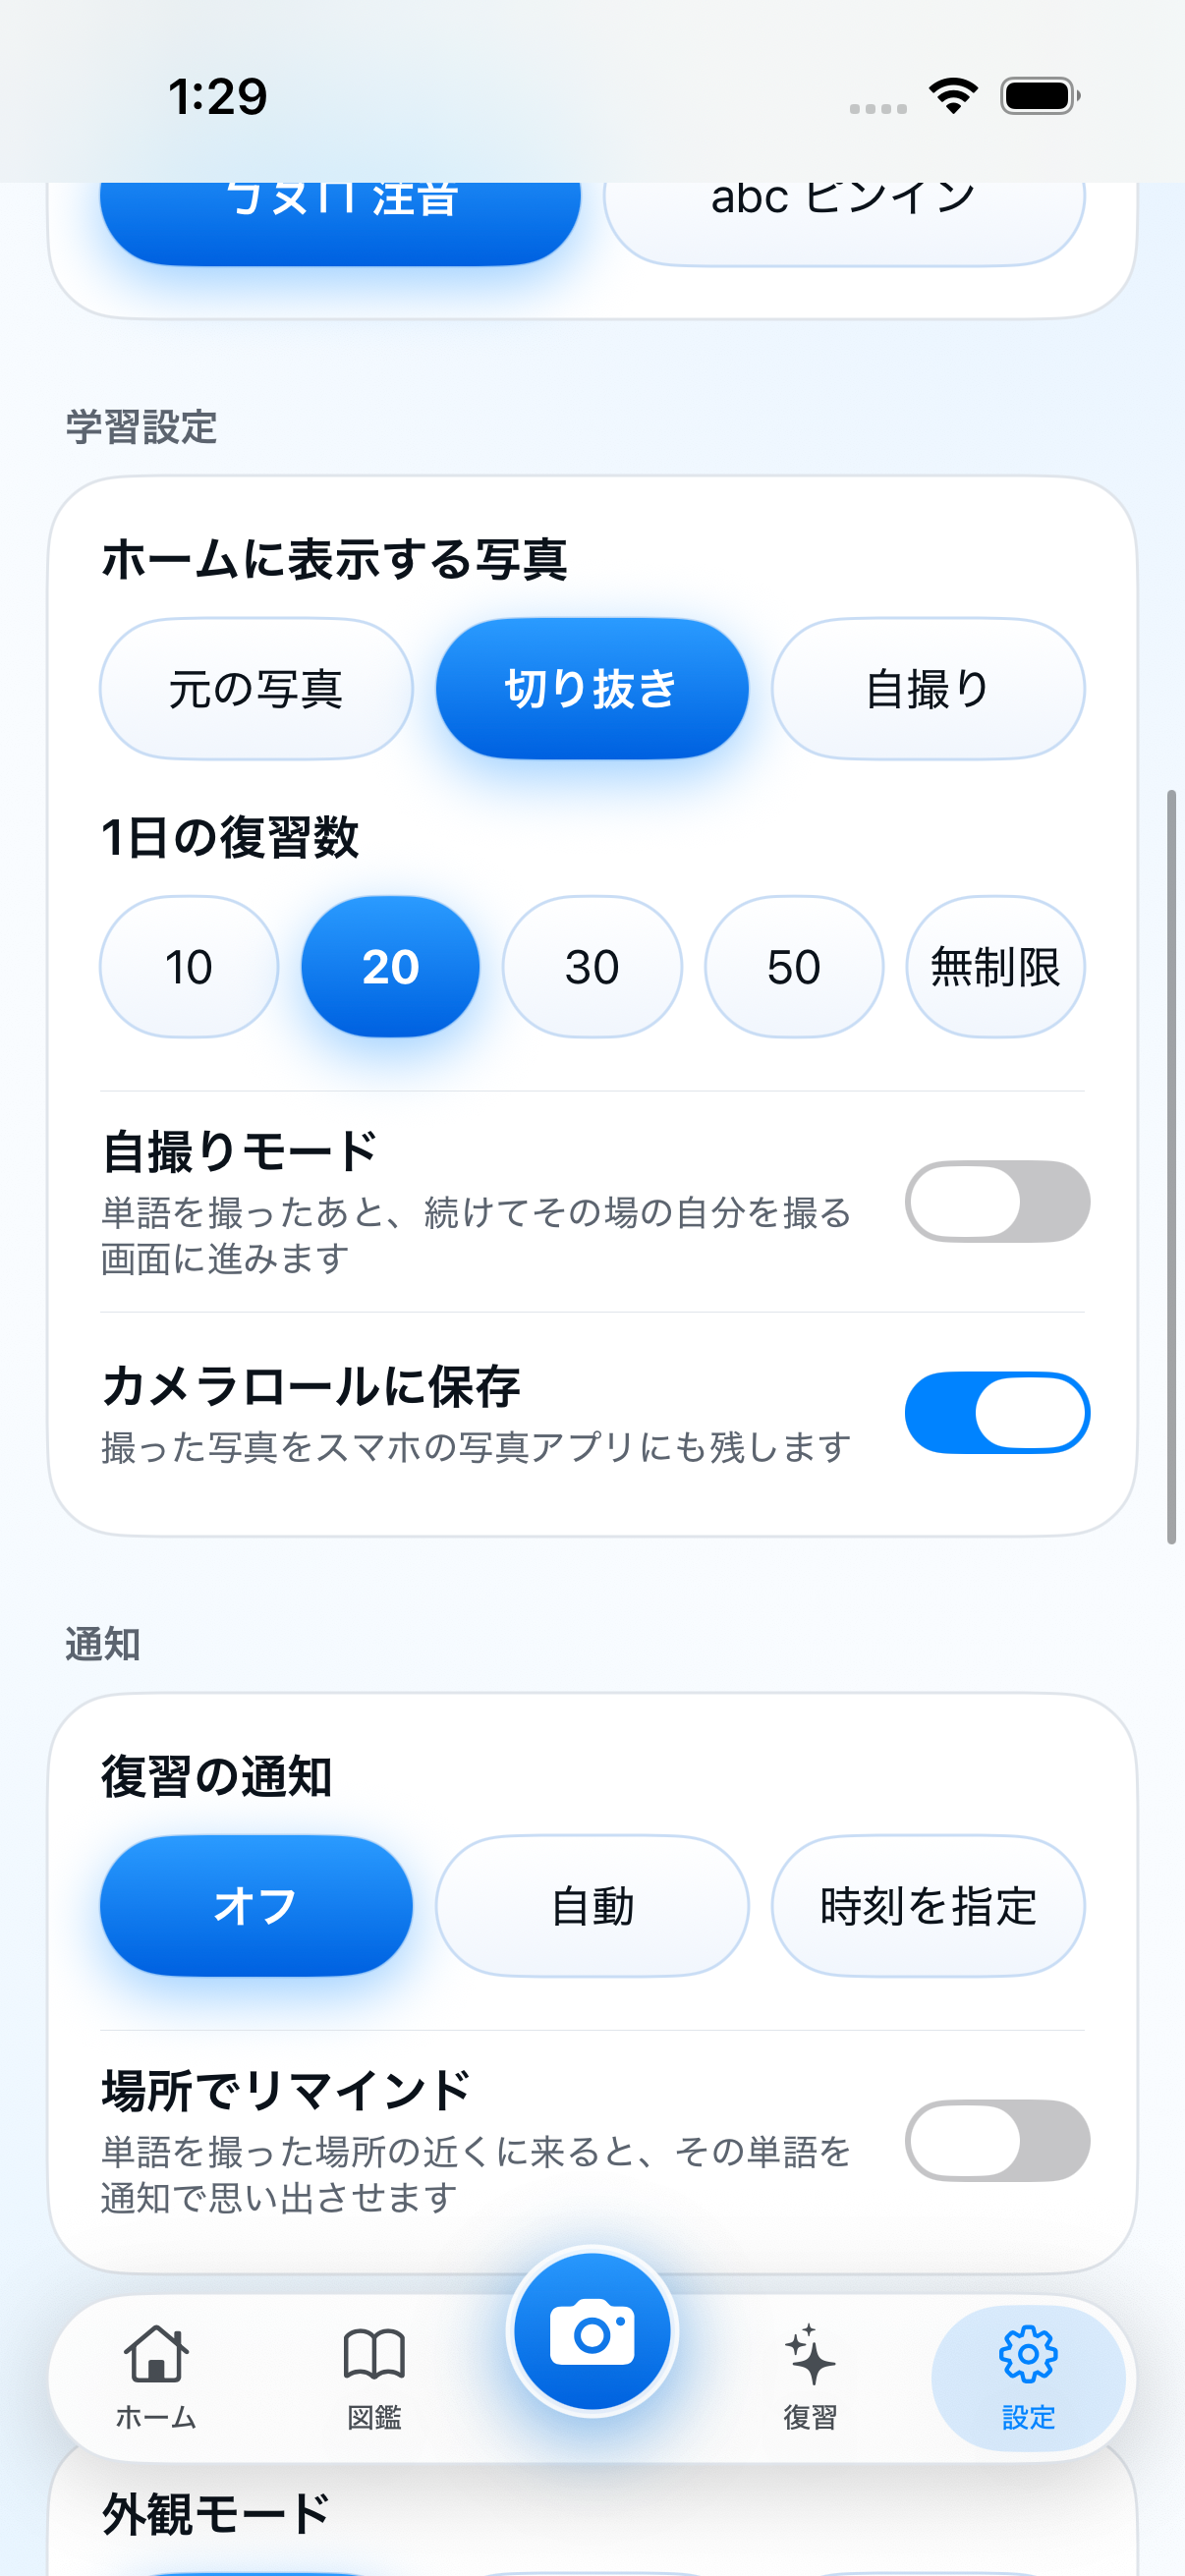 1:29
ㄅㄆㄇ 注音
abc ピンイン
学習設定
ホームに表示する写真
元の写真
切り抜き
自撮り
1日の復習数
10
20
30
50
無制限
自撮りモード
単語を撮ったあと、続けてその場の自分を撮る
画面に進みます
カメラロールに保存
撮った写真をスマホの写真アプリにも残します
通知
復習の通知
オフ
自動
時刻を指定
場所でリマインド
単語を撮った場所の近くに来ると、その単語を
通知で思い出させます
ホーム
図鑑
復習
設定
外観モード